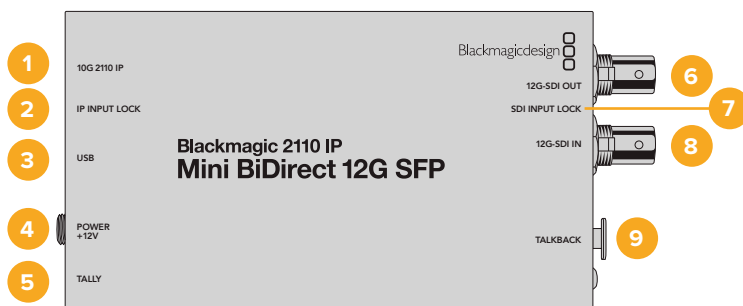 1
10G 2110 IP
2
IP INPUT LOCK
3
USB
4
POWER
+12V
5
TALLY
Blackmagicdesign
Blackmagic 2110 IP
Mini BiDirect 12G SFP
12G-SDI OUT
6
SDI INPUT LOCK
7
12G-SDI IN
8
TALKBACK
9